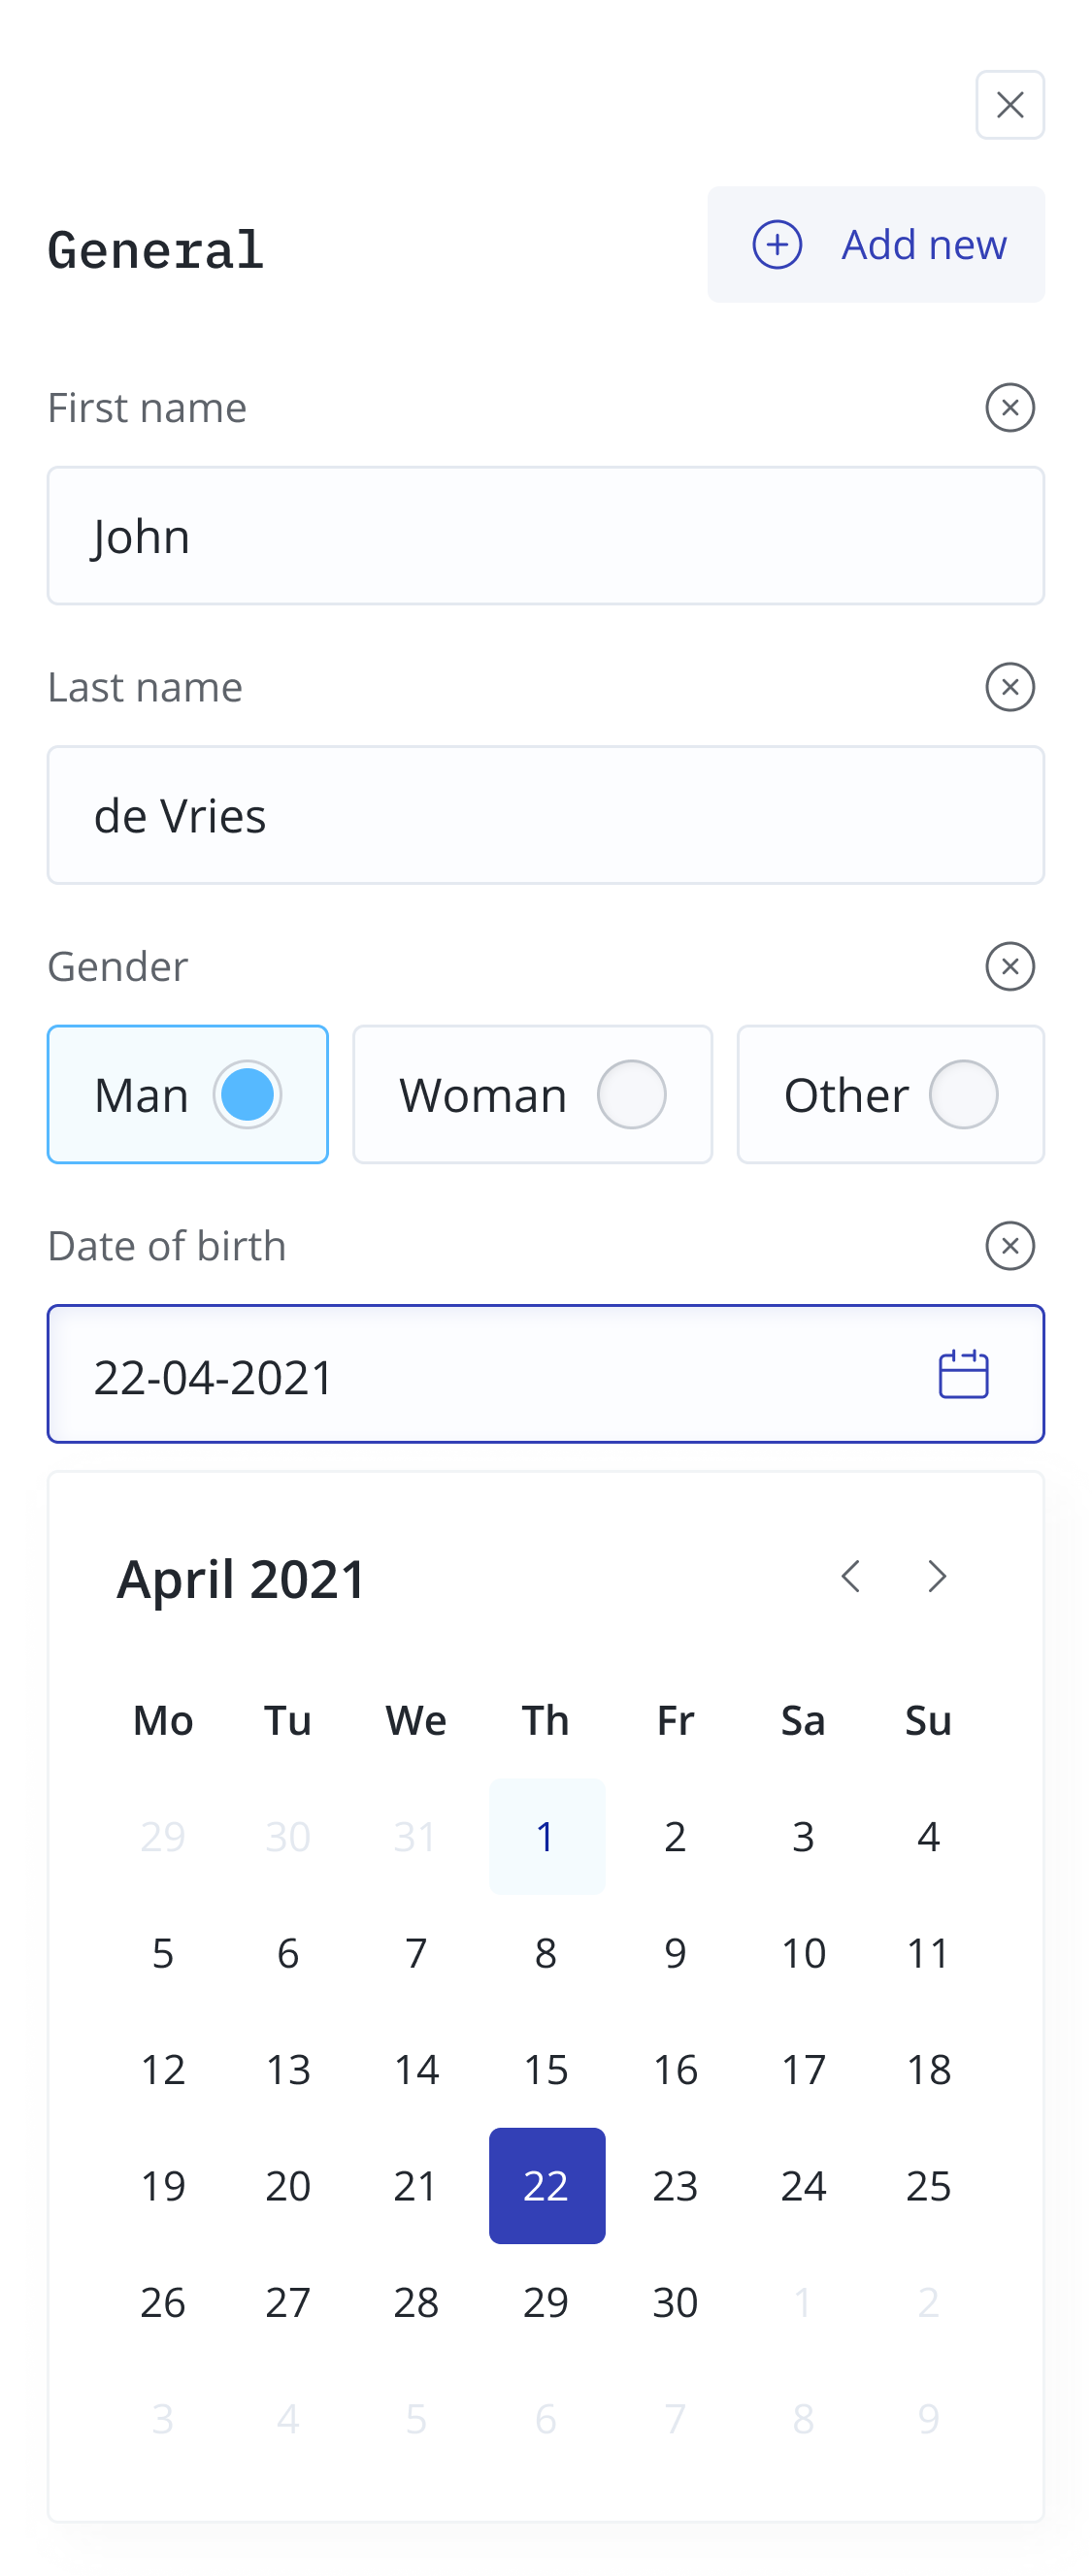 General
Add new
First name
John
Last name
de Vries
Gender
Man Woman Other
Date of birth
22-04-2021
April 2021
Mo Tu We Th Fr Sa Su
29 30 31 1 2 3 4
5 6 7 8 9 10 11
12 13 14 15 16 17 18
19 20 21 22 23 24 25
26 27 28 29 30 1 2
3 4 5 6 7 8 9